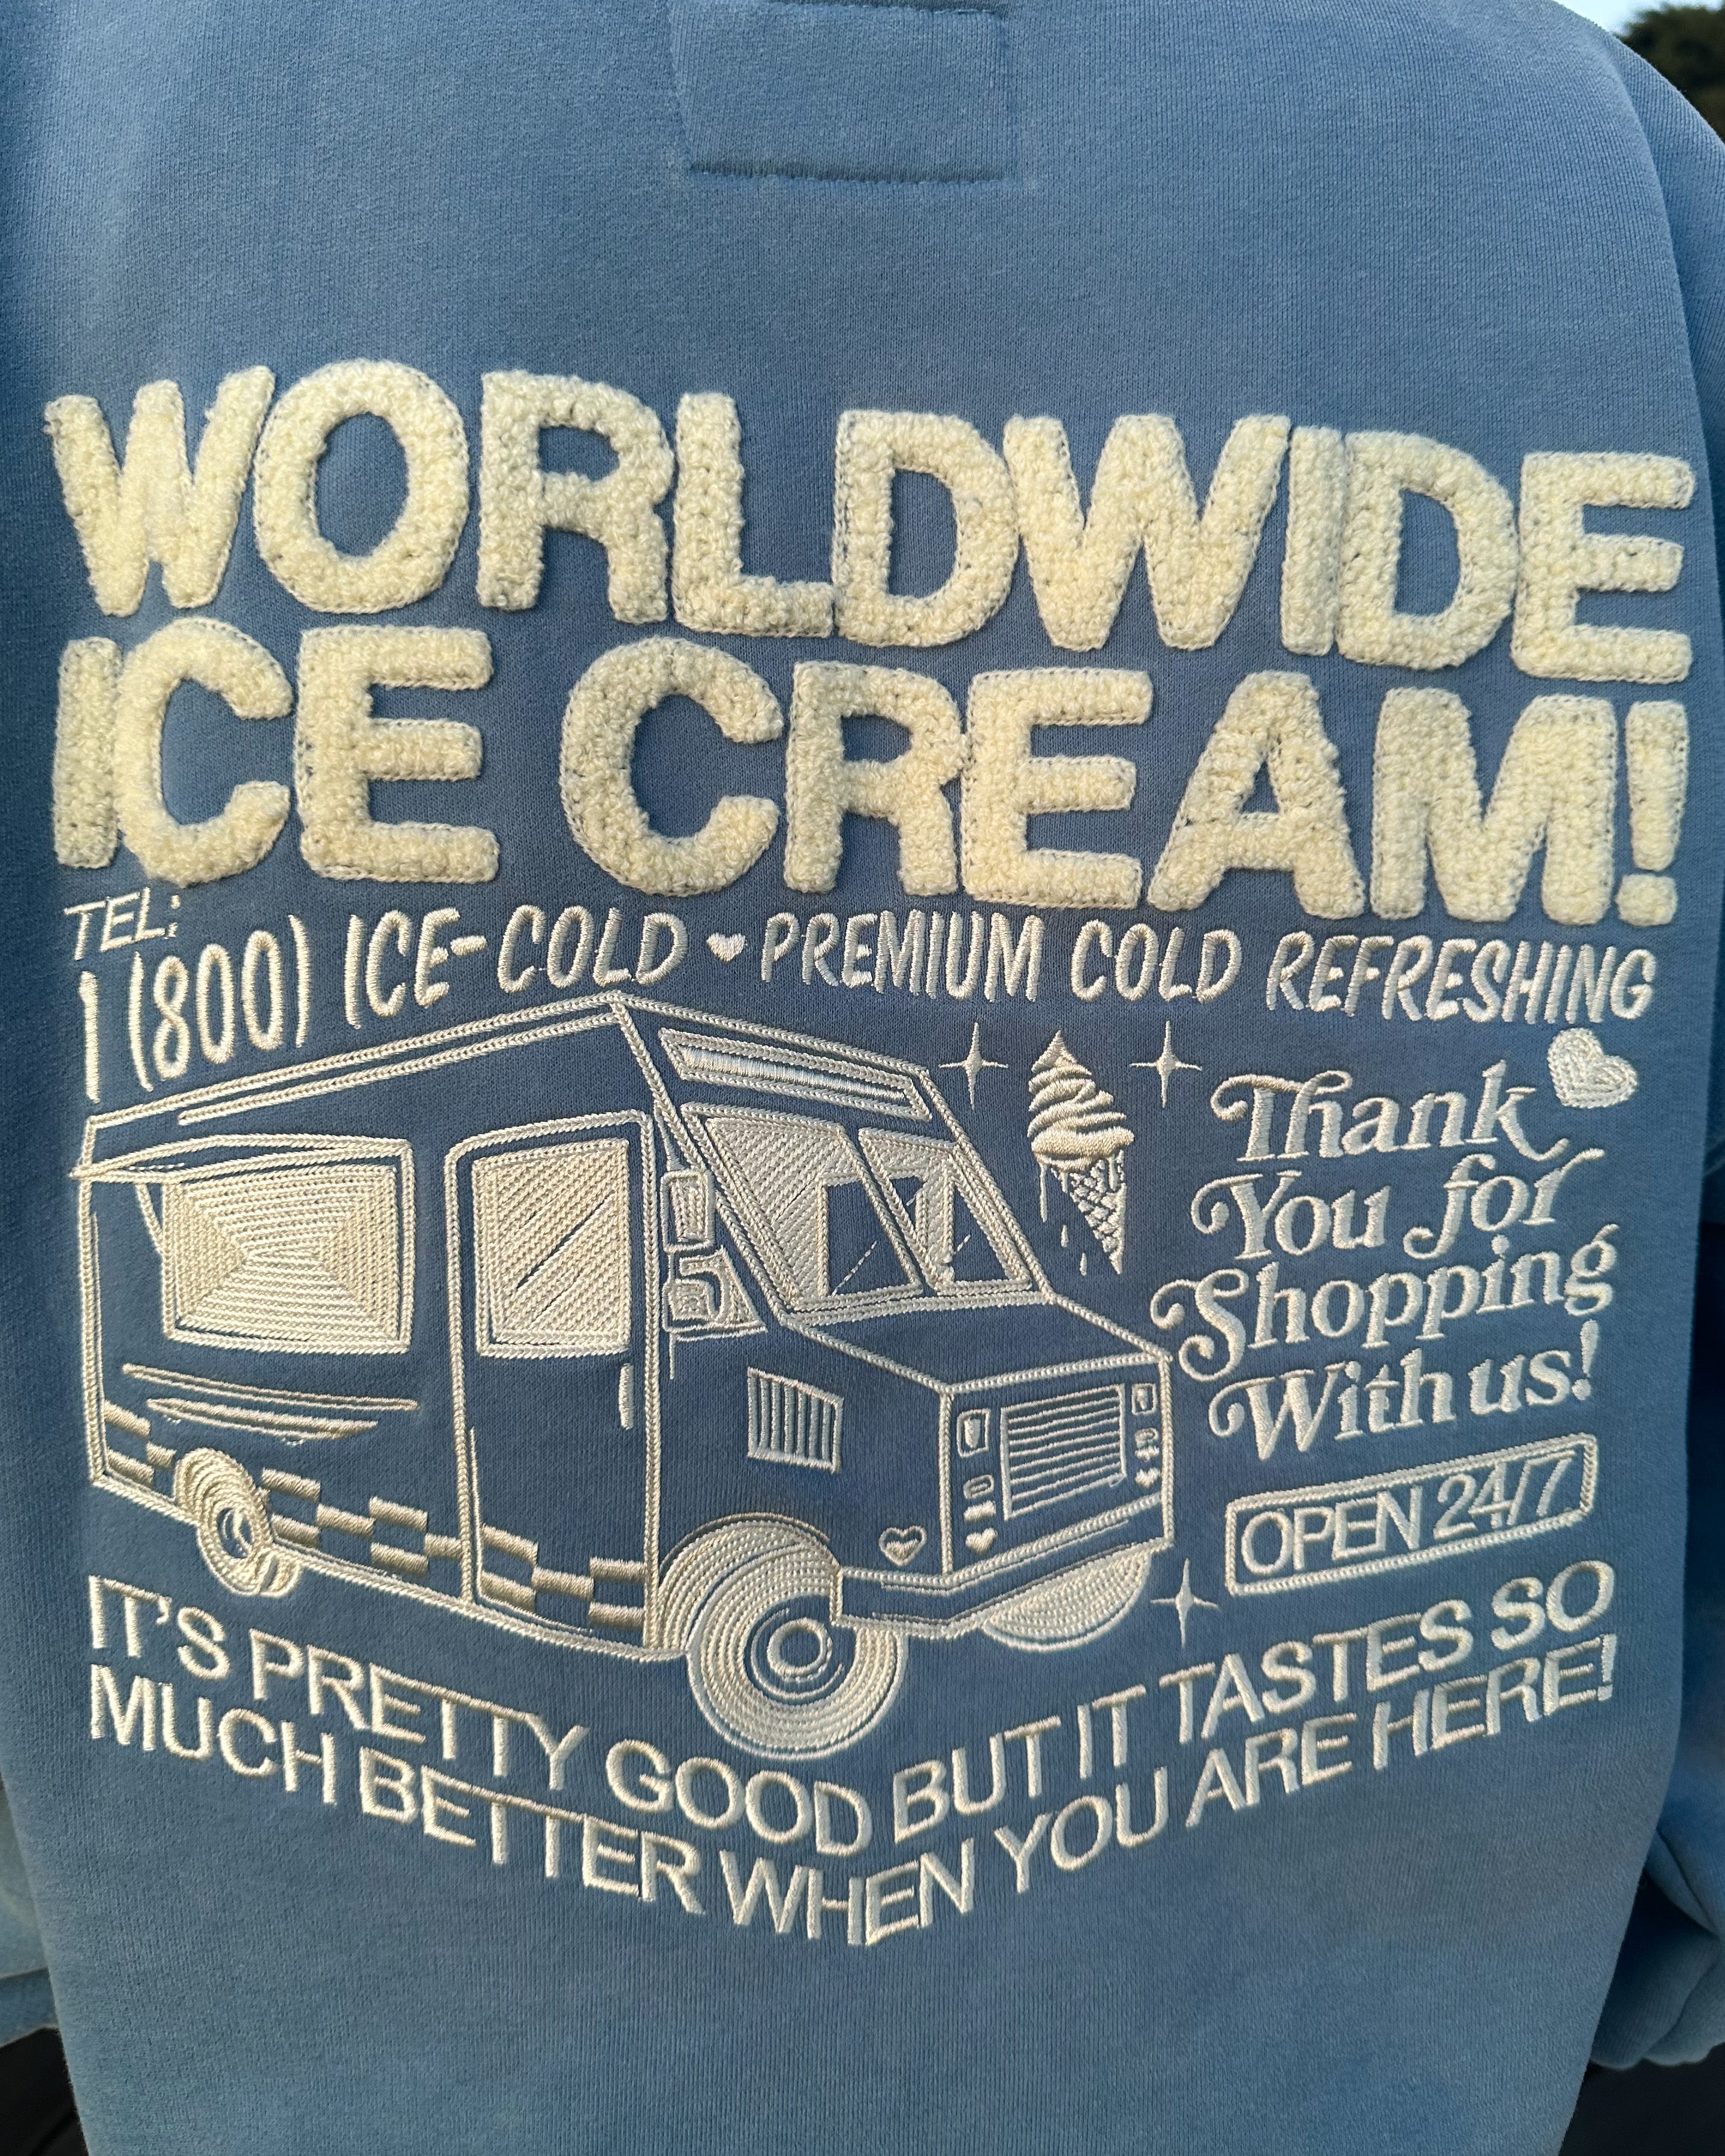 WORLDWIDE
ICE CREAM!
TEL:
1 (800) ICE-COLD ♥ PREMIUM COLD REFRESHING
Thank
You for
Shopping
With us!
OPEN 24/7
IT'S PRETTY GOOD BUT IT TASTES SO
MUCH BETTER WHEN YOU ARE HERE!